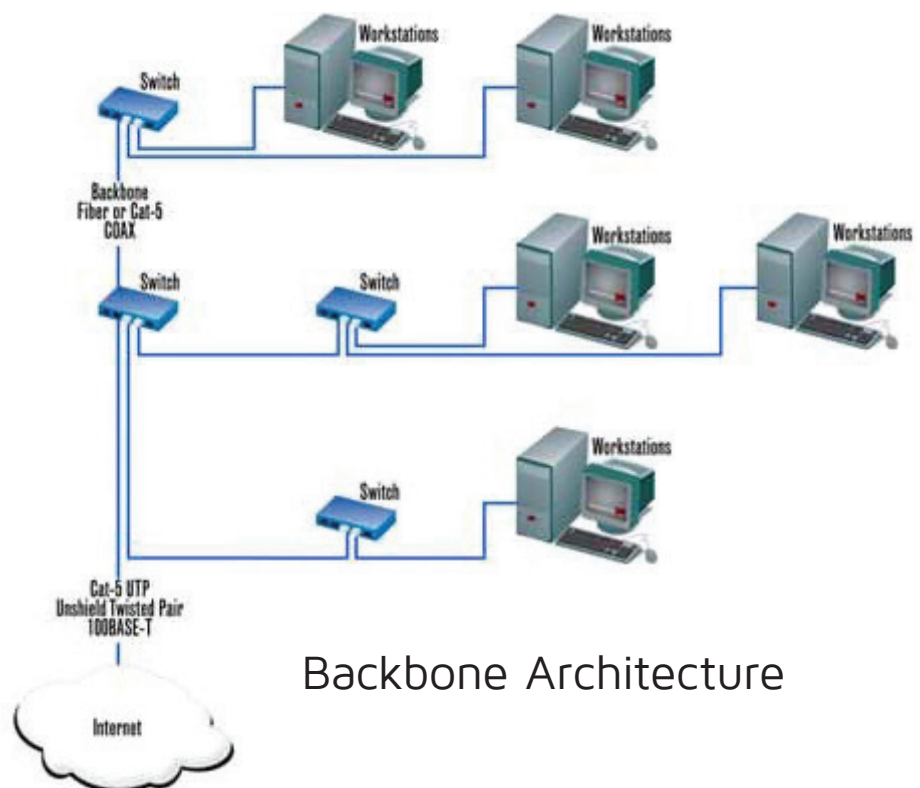 Workstations
Workstations
Switch
Backbone
Fiber or Cat-5
COAX
Switch
Switch
Workstations
Workstations
Switch
Workstations
Cat-5 UTP
Unshield Twisted Pair
100BASE-T
Internet
Backbone Architecture